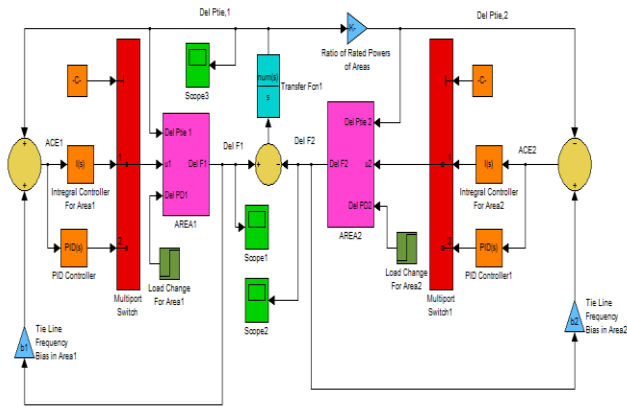 Del Ptie,1
Del Ptie,2
K-
Ratio of Rated Powers
of Areas
-C-
Scope3
num(s)
s
Transfer Fcn1
-C-
ACE1
I(s)
Intregral Controller
For Area1
PID(s)
PID Controller
Multiport
Switch
Del Ptie 1
u1
Del F1
Del PD1
AREA1
Del F1
Load Change
For Area1
Scope1
Scope2
Del F2
Del Ptie 2
Del F2
u2
Del PD2
AREA2
Load Change
For Area2
Multiport
Switch1
ACE2
I(s)
Intregral Controller
For Area2
PID(s)
PID Controller1
b1
Tie Line
Frequency
Bias in Area1
b2
Tie Line
Frequency
Bias in Area2